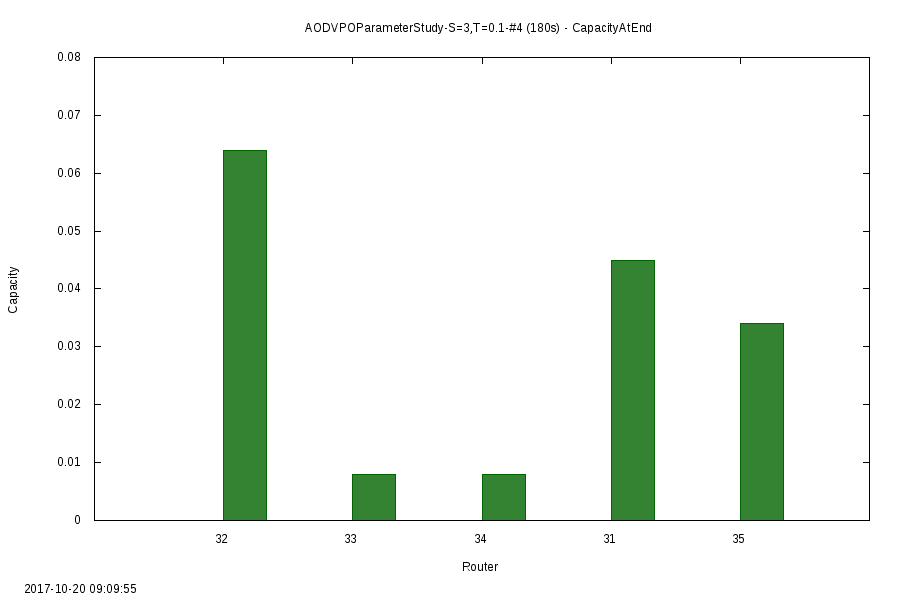 AODVPOParameterStudy-S=3,T=0.1-#4 (180s) - CapacityAtEnd
0.08
0.07
0.06
0.05
0.04
0.03
0.02
0.01
0
Capacity
32 33 34 31 35
Router
2017-10-20 09:09:55